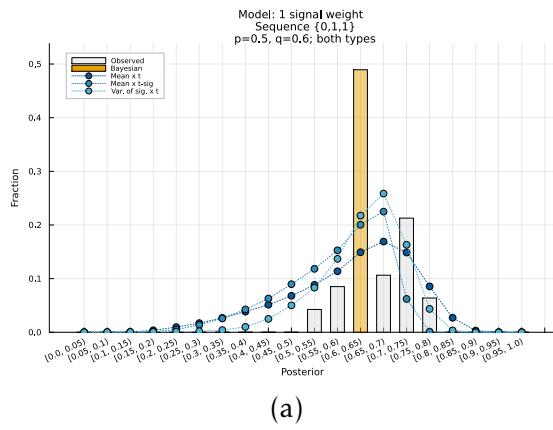 Model: 1 signal weight
Sequence {0,1,1}
p=0.5, q=0.6; both types
Observed
Bayesian
Mean x t
Mean x t-sig
Var. of sig. x t
Fraction
0,5
0,4
0.3
0.2
0.1
0.0
[0.0, 0.05)
[0.05, 0.1)
[0.1, 0.15)
[0.15, 0.2)
[0.2, 0.25)
[0.25, 0.3)
[0.3, 0.35)
[0.35, 0.4)
[0.4, 0.45)
[0.45, 0.5)
[0.5, 0.55)
[0.55, 0.6)
[0.6, 0.65)
[0.65, 0.7)
[0.7, 0.75)
[0.75, 0.8)
[0.8, 0.85)
[0.85, 0.9)
[0.9, 0.95)
[0.95, 1.0)
Posterior
(a)